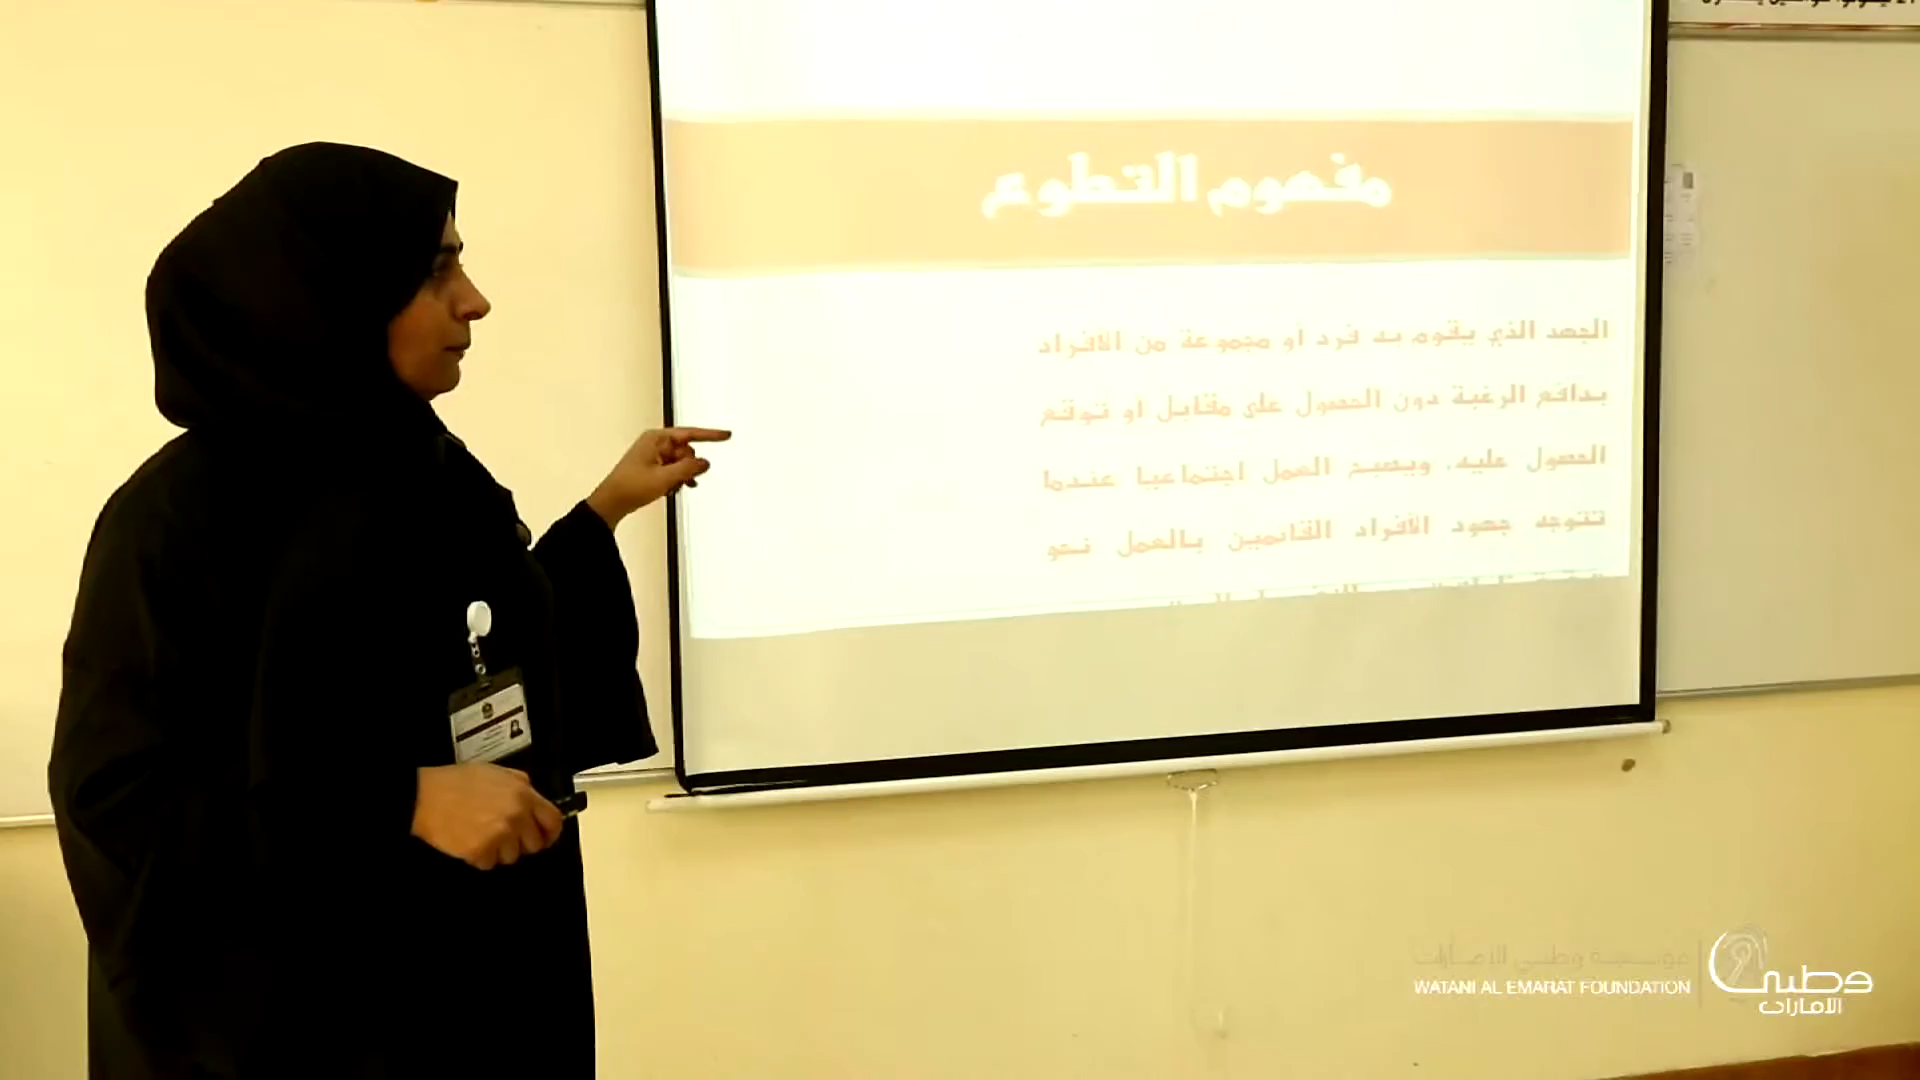 مفهوم التطوع
الجهد الذي يقوم به فرد او مجموعة من الافراد
بدافع الرغبة دون الحصول على مقابل او توقع
الحصول عليه. ويصبح العمل اجتماعيا عندما
تتوجه جهود الأفراد القائمين بالعمل نحو
مؤسسة وطني الامارات
WATANI AL EMARAT FOUNDATION
وطني
الامارات